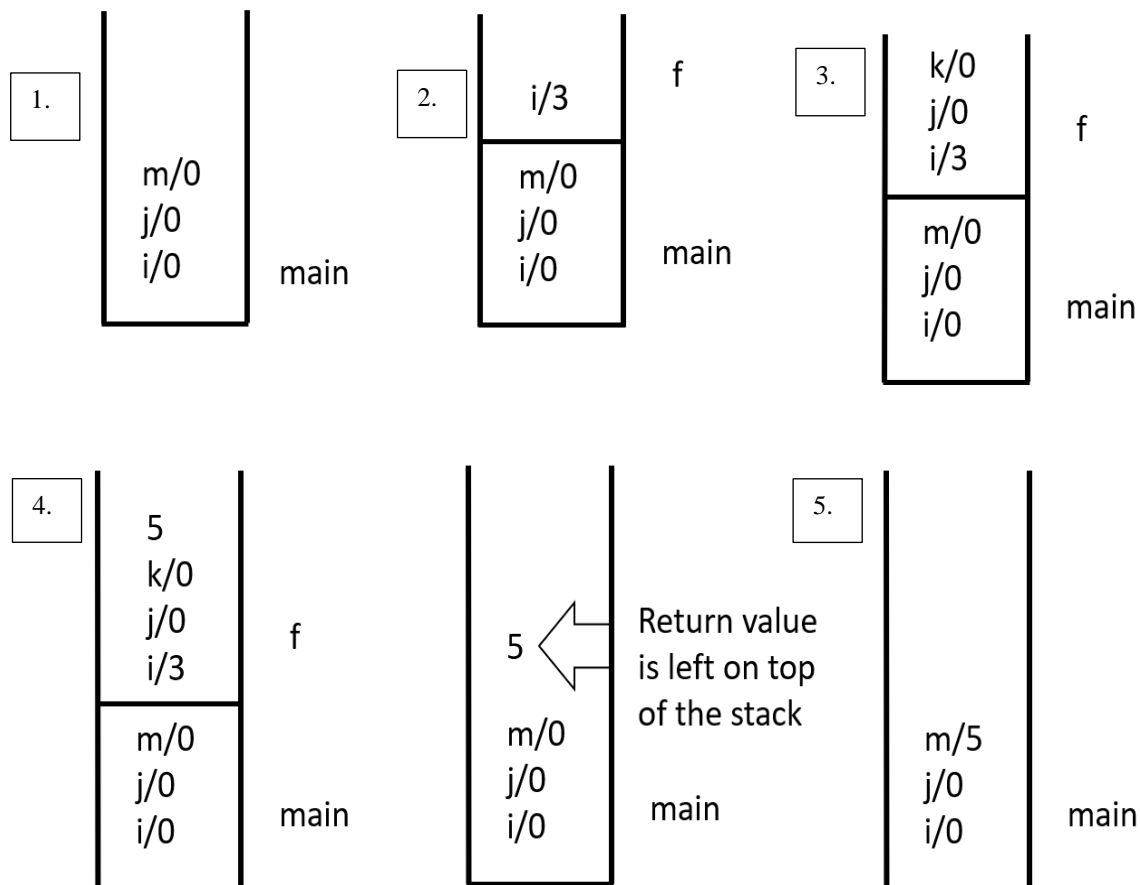 1.
m/0
j/0
i/0
main
2.
f
i/3
m/0
j/0
i/0
main
3.
k/0
j/0
i/3
f
m/0
j/0
i/0
main
4.
5
k/0
j/0
i/3
f
m/0
j/0
i/0
main
5
Return value
is left on top
of the stack
m/0
j/0
i/0
main
5.
m/5
j/0
i/0
main